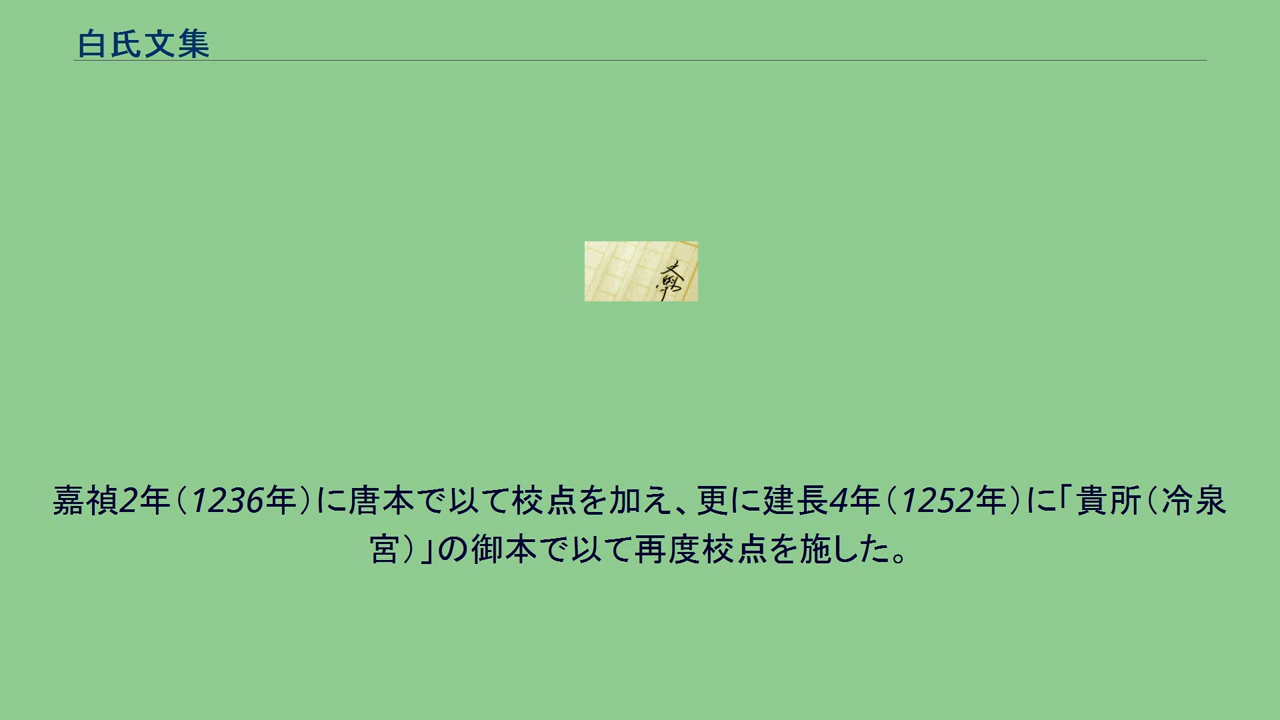 白氏文集
嘉禎2年（1236年）に唐本で以て校点を加え、更に建長4年（1252年）に「貴所（冷泉
宮）」の御本で以て再度校点を施した。